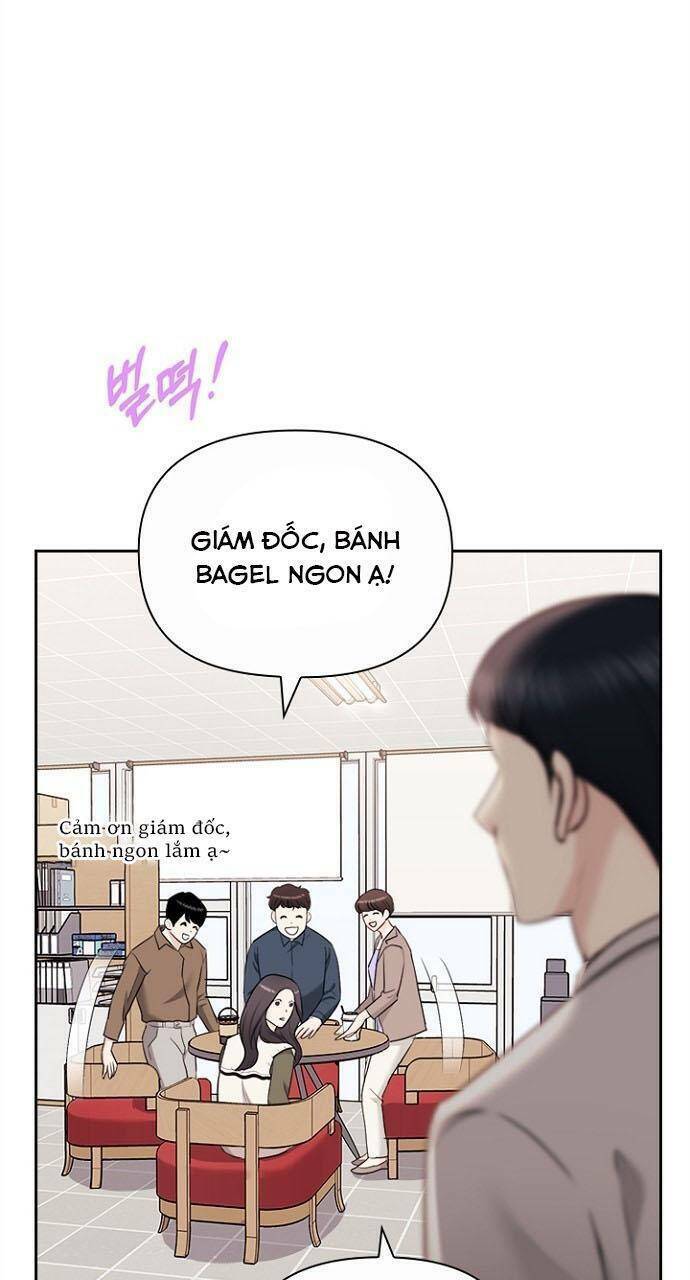 벌떡!
GIÁM ĐỐC, BÁNH
BAGEL NGON Ạ!
Cảm ơn giám đốc,
bánh ngon lắm ạ~